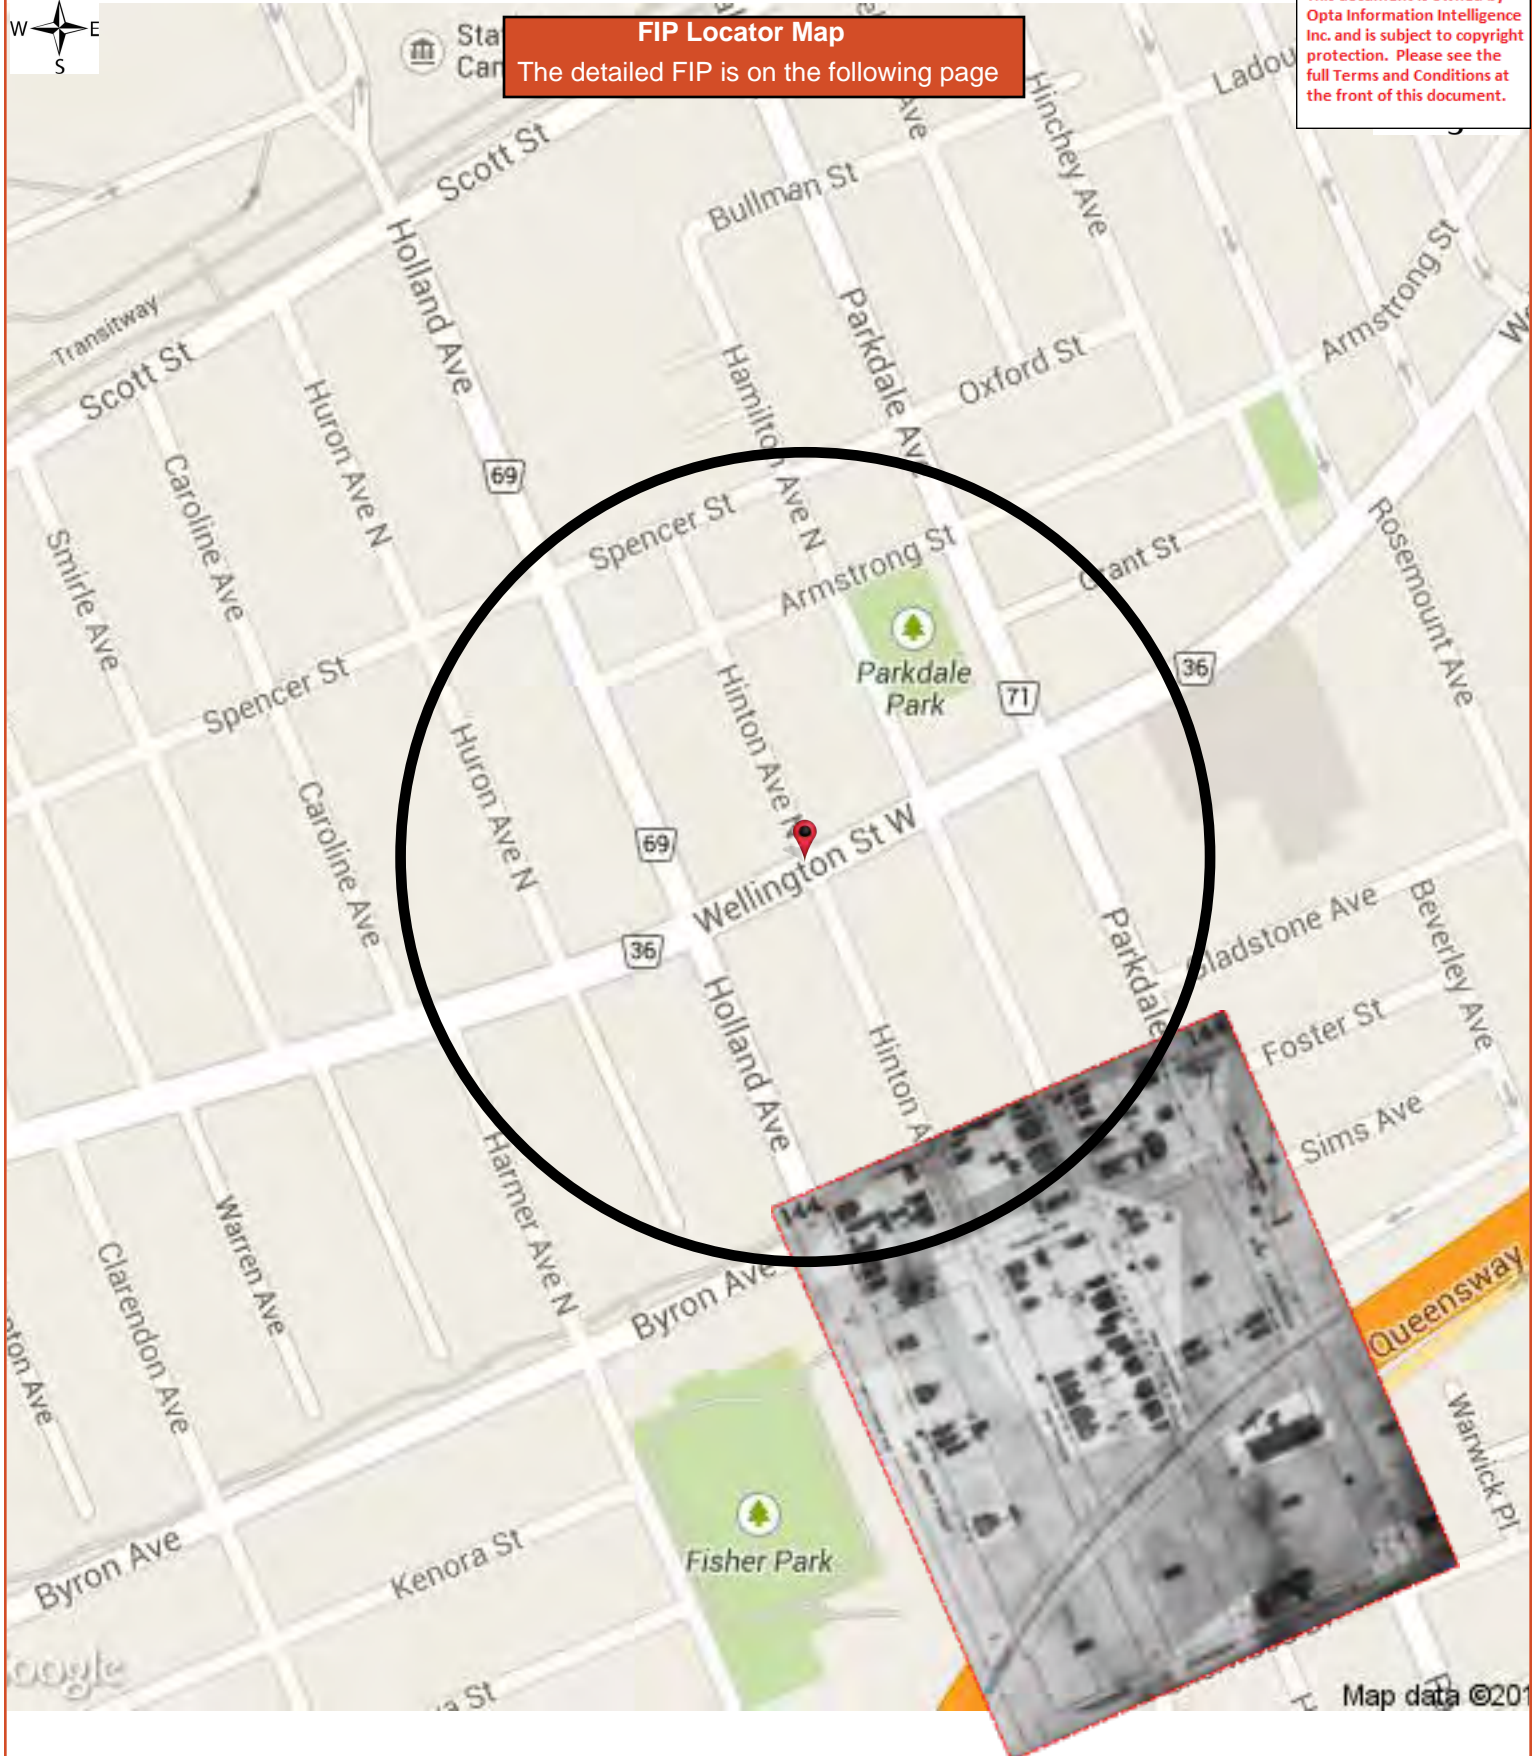 W
E
S
FIP Locator Map
The detailed FIP is on the following page
Opta Information Intelligence
Inc. and is subject to copyright
protection. Please see the
full Terms and Conditions at
the front of this document.
Scott St
Bullman St
Hinchey Ave
Ave
Holland Ave
Transitway
Scott St
Parkdale Ave
Oxford St
Armstrong St
Huron Ave N
Hamilton Ave N
69
Caroline Ave
Spencer St
Smirle Ave
Armstrong St
Grant St
Rosemount Ave
Parkdale
Park
36
71
Spencer St
Hinton Ave N
Huron Ave N
Caroline Ave
69
Wellington St W
36
Parkdale
Gladstone Ave
Beverley Ave
Holland Ave
Hinton A
Foster St
Sims Ave
Harmer Ave N
Warren Ave
Clarendon Ave
144
Byron Ave
Queensway
Warwick Pl
Fisher Park
Kenora St
Byron Ave
Map data ©201